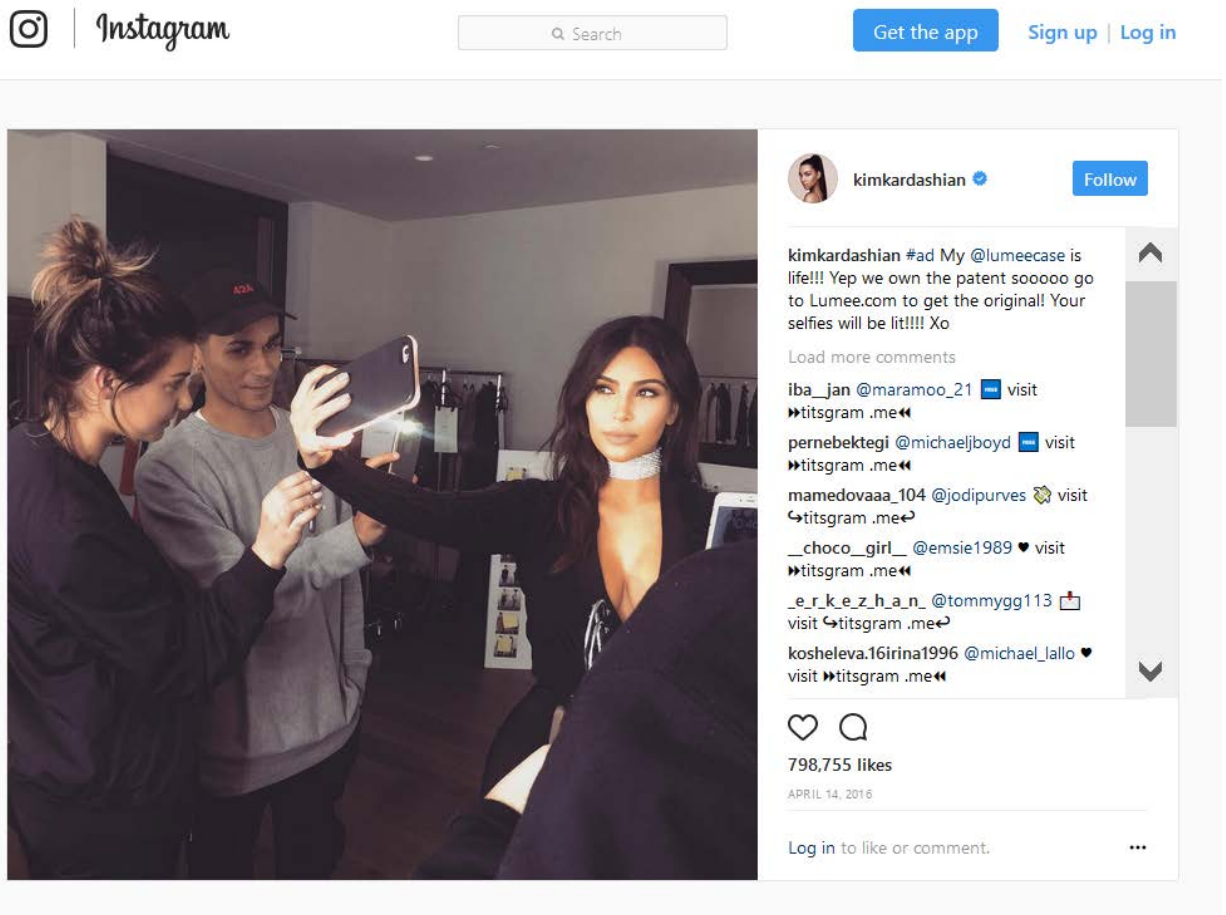 Instagram
Search
Get the app
Sign up | Log in
kimkardashian
Follow
kimkardashian #ad My @lumeecase is
life!!! Yep we own the patent sooooo go
to Lumee.com to get the original! Your
selfies will be lit!!!! Xo
Load more comments
iba__jan @maramoo_21 🆓 visit
⏩titsgram .me⏪
pernebektegi @michaeljboyd 🆓 visit
⏩titsgram .me⏪
mamedovaaa_104 @jodipurves 💸 visit
↪titsgram .me↩
__choco__girl__ @emsie1989 ♥ visit
⏩titsgram .me⏪
_e_r_k_e_z_h_a_n_ @tommygg113 📩
visit ↪titsgram .me↩
kosheleva.16irina1996 @michael_lallo ♥
visit ⏩titsgram .me⏪
798,755 likes
APRIL 14, 2016
Log in to like or comment.